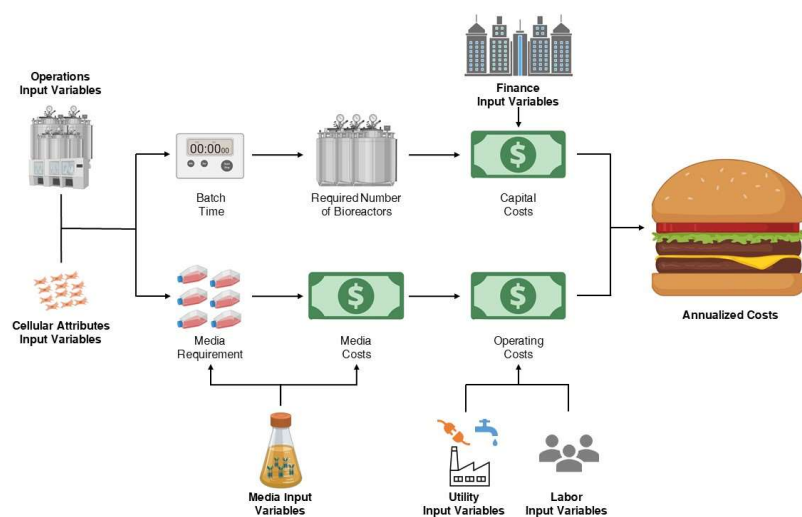 Operations
Input Variables
Finance
Input Variables
00:0000
$
Batch
Time
Required Number
of Bioreactors
Capital
Costs
Cellular Attributes
Input Variables
$
$
Media
Requirement
Media
Costs
Operating
Costs
Annualized Costs
Media Input
Variables
Utility
Input Variables
Labor
Input Variables